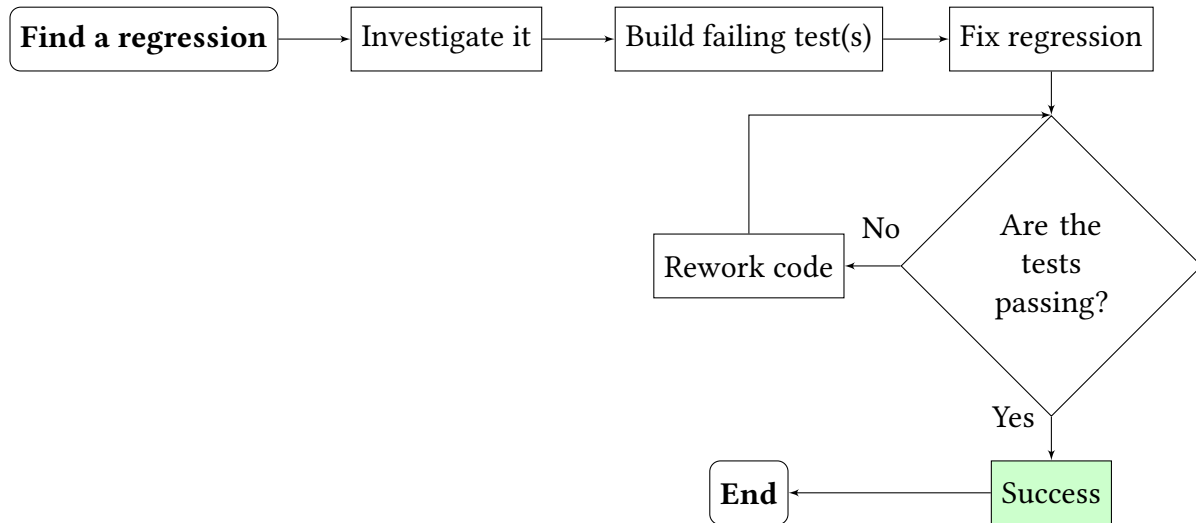 Find a regression
Investigate it
Build failing test(s)
Fix regression
Are the
tests
passing?
No
Rework code
Yes
Success
End